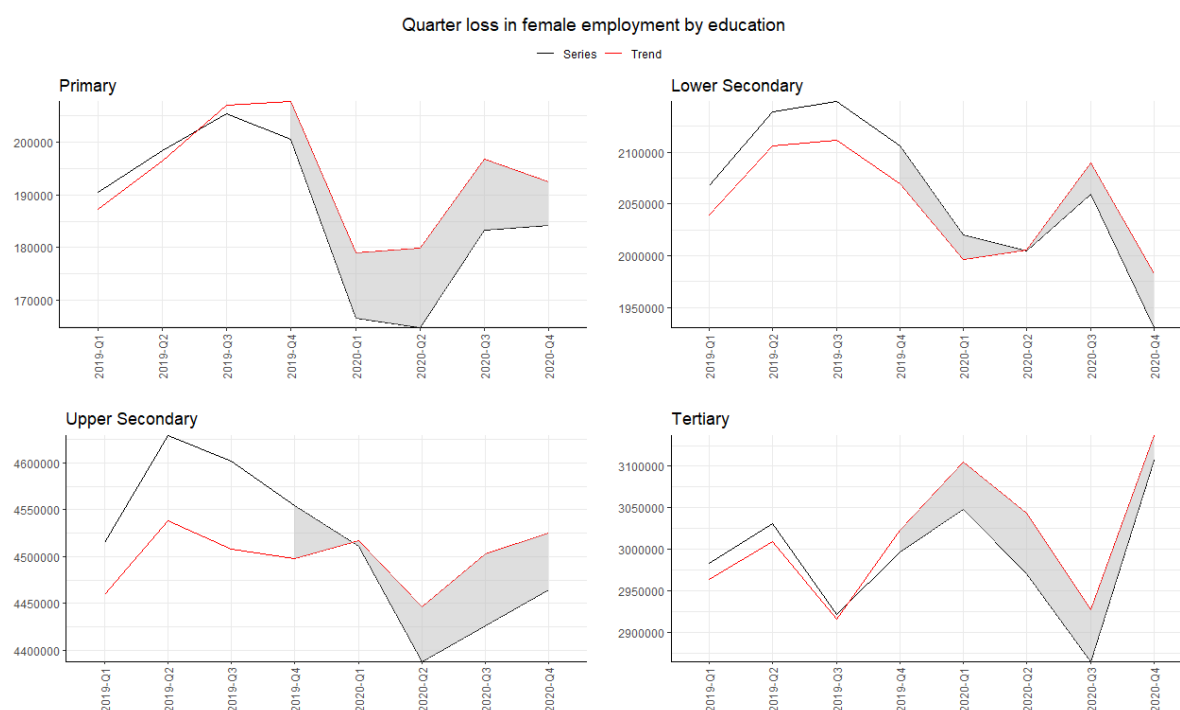 Quarter loss in female employment by education
Series Trend
Primary
200000
190000
180000
170000
2019-Q1 2019-Q2 2019-Q3 2019-Q4 2020-Q1 2020-Q2 2020-Q3 2020-Q4
Lower Secondary
2100000
2050000
2000000
1950000
2019-Q1 2019-Q2 2019-Q3 2019-Q4 2020-Q1 2020-Q2 2020-Q3 2020-Q4
Upper Secondary
4600000
4550000
4500000
4450000
4400000
2019-Q1 2019-Q2 2019-Q3 2019-Q4 2020-Q1 2020-Q2 2020-Q3 2020-Q4
Tertiary
3100000
3050000
3000000
2950000
2900000
2019-Q1 2019-Q2 2019-Q3 2019-Q4 2020-Q1 2020-Q2 2020-Q3 2020-Q4